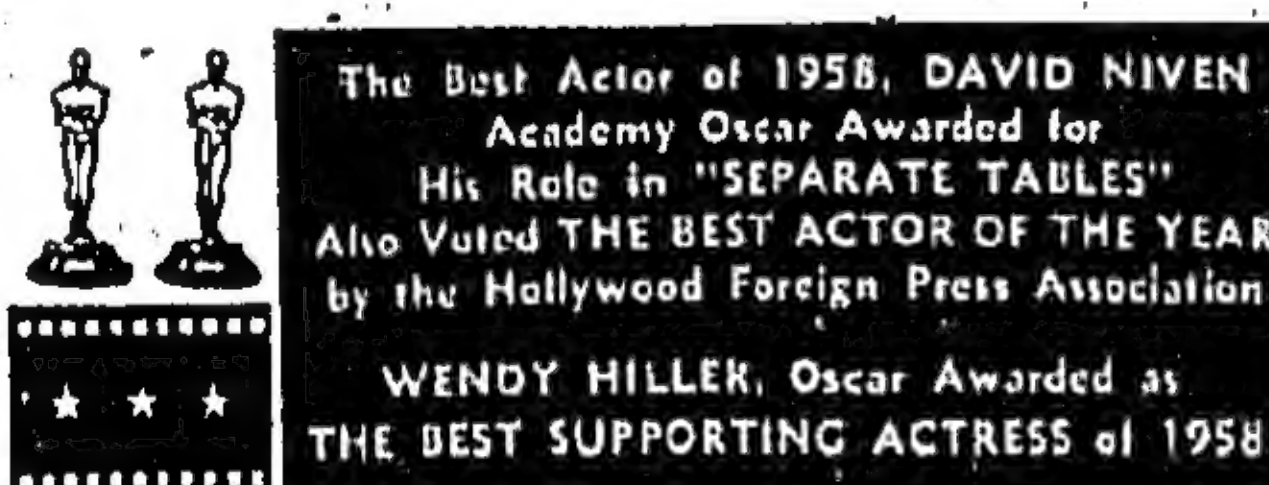 The Best Actor of 1958, DAVID NIVEN
Academy Oscar Awarded for
His Role in "SEPARATE TABLES"
Also Voted THE BEST ACTOR OF THE YEAR
by the Hollywood Foreign Press Association
WENDY HILLER, Oscar Awarded as
THE BEST SUPPORTING ACTRESS of 1958